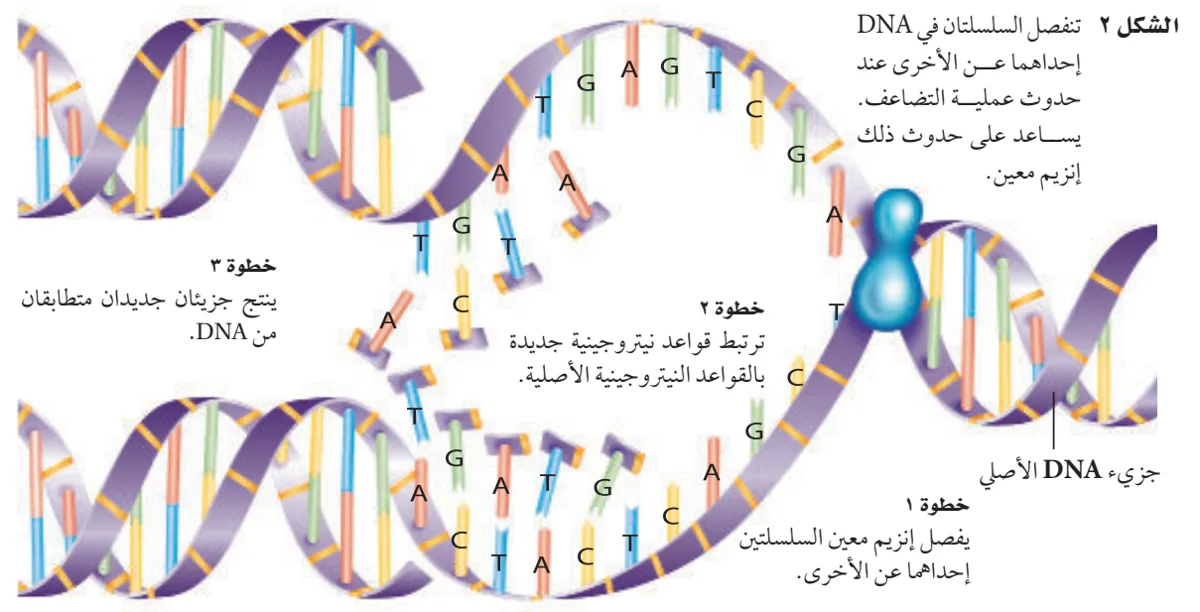 الشكل ٢ تنفصل السلسلتان في DNA
إحداهما عن الأخرى عند
حدوث عملية التضاعف.
يساعد على حدوث ذلك
إنزيم معين.
T G A G T C G A
A G T A
T T
A C
خطوة ٣
ينتج جزيئان جديدان متطابقان
من DNA.
خطوة ٢
ترتبط قواعد نيتروجينية جديدة
بالقواعد النيتروجينية الأصلية.
T C G A
T G A T G
A C T A C T C
جزيء DNA الأصلي
خطوة ١
يفصل إنزيم معين السلسلتين
إحداهما عن الأخرى.